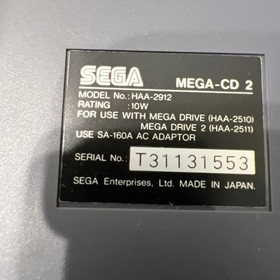 SEGA MEGA-CD 2
MODEL No.:HAA-2912
RATING :10W
FOR USE WITH MEGA DRIVE (HAA-2510)
MEGA DRIVE 2 (HAA-2511)
USE SA-160A AC ADAPTOR
SERIAL No.: T31131553
SEGA Enterprises, Ltd. MADE IN JAPAN.